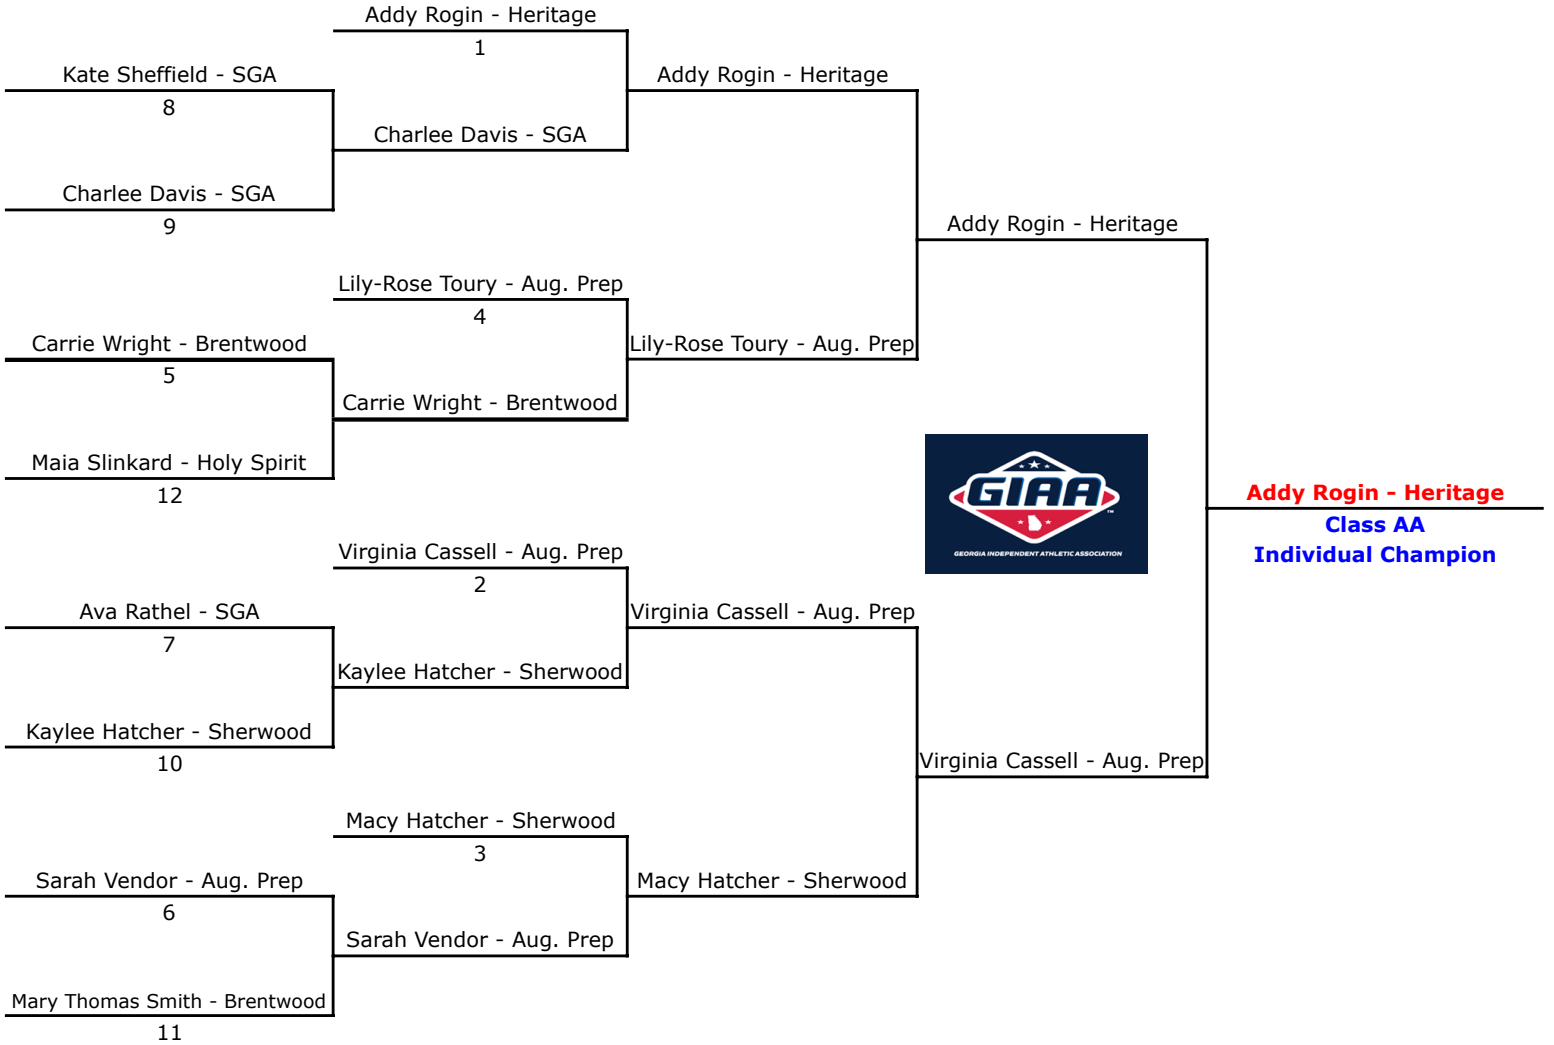 Addy Rogin - Heritage
1
Kate Sheffield - SGA
Addy Rogin - Heritage
8
Charlee Davis - SGA
Charlee Davis - SGA
9
Addy Rogin - Heritage
Lily-Rose Toury - Aug. Prep
4
Carrie Wright - Brentwood
Lily-Rose Toury - Aug. Prep
5
Carrie Wright - Brentwood
Maia Slinkard - Holy Spirit
12
GIAA
TM
GEORGIA INDEPENDENT ATHLETIC ASSOCIATION
Addy Rogin - Heritage
Class AA
Individual Champion
Virginia Cassell - Aug. Prep
2
Ava Rathel - SGA
Virginia Cassell - Aug. Prep
7
Kaylee Hatcher - Sherwood
Kaylee Hatcher - Sherwood
10
Virginia Cassell - Aug. Prep
Macy Hatcher - Sherwood
3
Sarah Vendor - Aug. Prep
Macy Hatcher - Sherwood
6
Sarah Vendor - Aug. Prep
Mary Thomas Smith - Brentwood
11